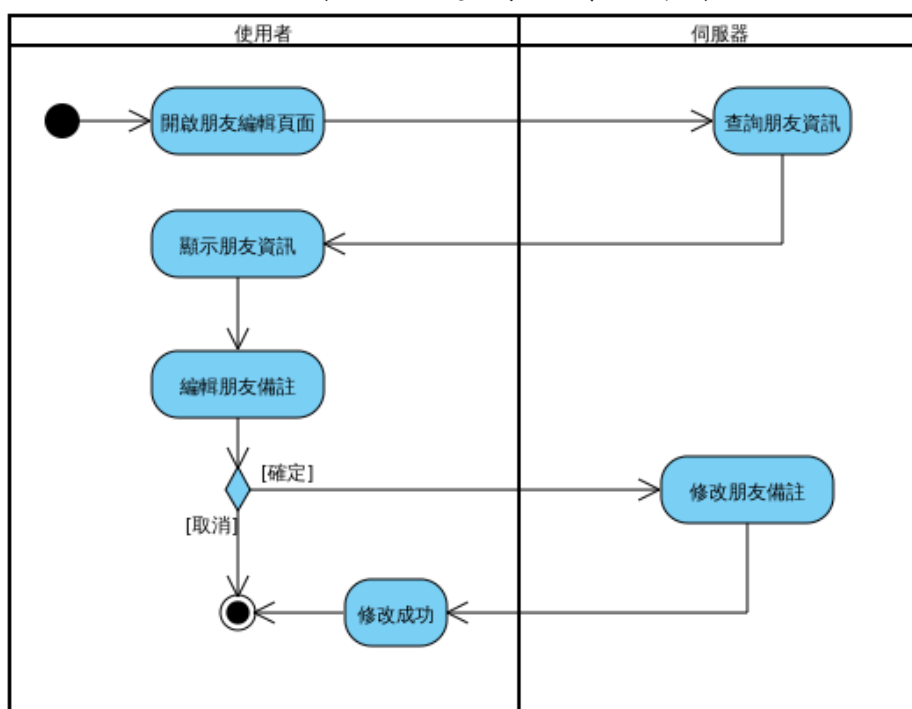 使用者
伺服器
開啟朋友編輯頁面
查詢朋友資訊
顯示朋友資訊
編輯朋友備註
[確定]
修改朋友備註
[取消]
修改成功